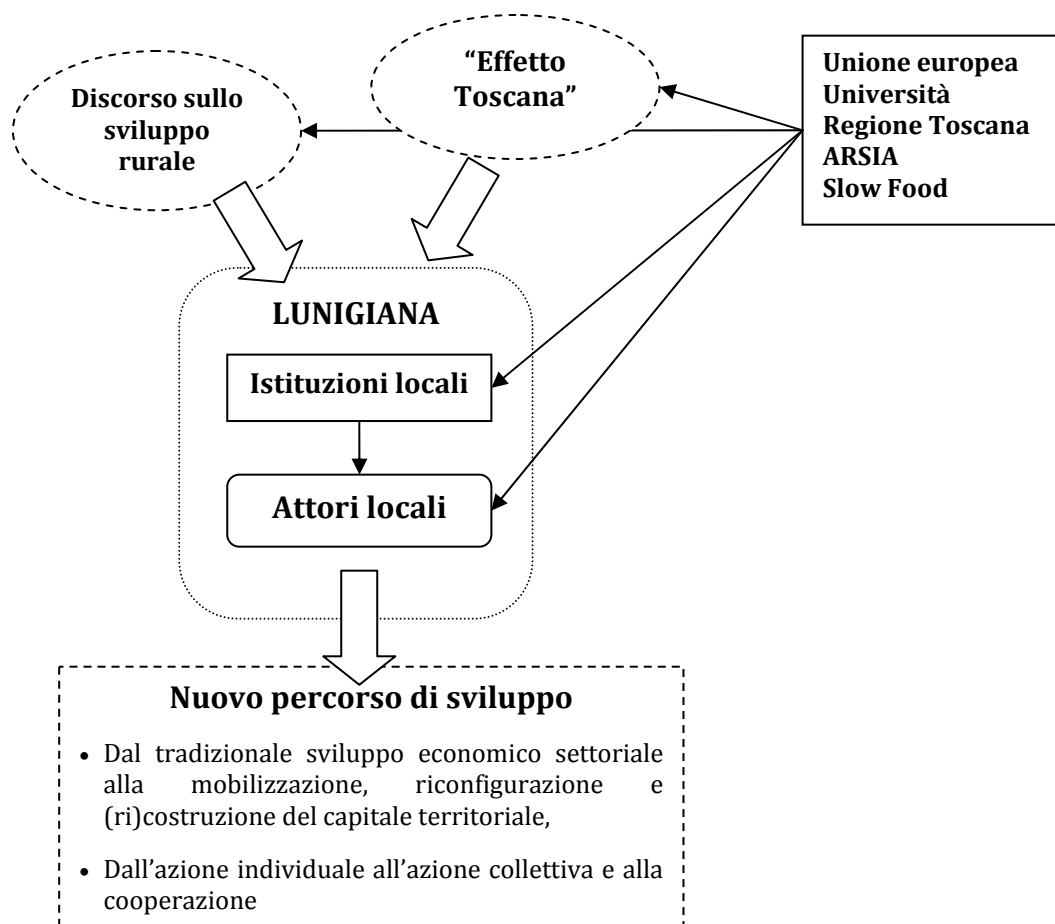 Discorso sullo
sviluppo
rurale
“Effetto
Toscana”
Unione europea
Università
Regione Toscana
ARSIA
Slow Food
LUNIGIANA
Istituzioni locali
Attori locali
Nuovo percorso di sviluppo
• Dal tradizionale sviluppo economico settoriale
alla mobilizzazione, riconfigurazione e
(ri)costruzione del capitale territoriale,
• Dall’azione individuale all’azione collettiva e alla
cooperazione